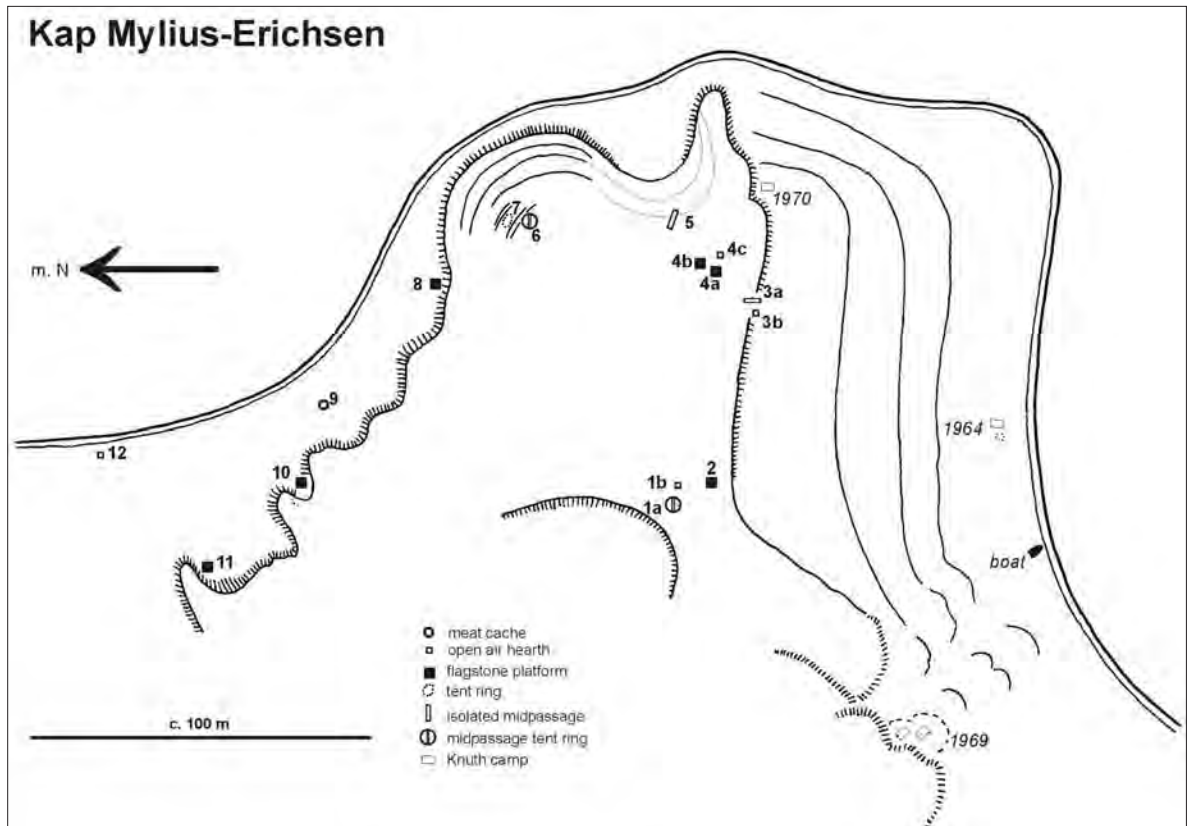 Kap Mylius-Erichsen
1970
7
6
5
m. N
4b
4c
4a
8
3a
3b
9
1964
12
10
1b
2
1a
boat
11
meat cache
open air hearth
flagstone platform
tent ring
isolated midpassage
c. 100 m
midpassage tent ring
1969
Knuth camp